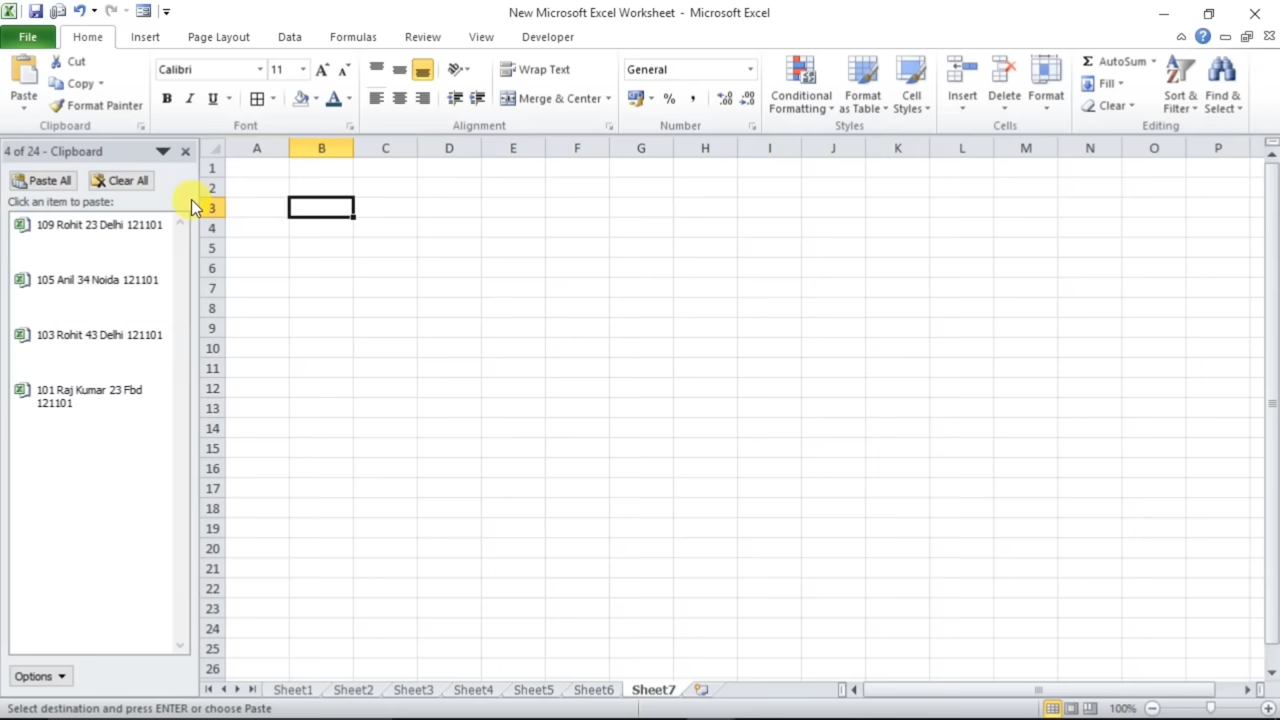 New Microsoft Excel Worksheet - Microsoft Excel
File Home Insert Page Layout Data Formulas Review View Developer
Paste
Cut
Copy
Format Painter
Clipboard
Calibri 11
B I U A
Font
Wrap Text
Merge & Center
Alignment
General
% ,
Number
Conditional Formatting
Format as Table
Cell Styles
Styles
Insert
Delete
Format
Cells
Σ AutoSum
Fill
Clear
Sort & Filter
Find & Select
Editing
4 of 24 - Clipboard
Paste All Clear All
Click an item to paste:
109 Rohit 23 Delhi 121101
105 Anil 34 Noida 121101
103 Rohit 43 Delhi 121101
101 Raj Kumar 23 Fbd
121101
Options
A B C D E F G H I J K L M N O P
1
2
3
4
5
6
7
8
9
10
11
12
13
14
15
16
17
18
19
20
21
22
23
24
25
26
Sheet1 Sheet2 Sheet3 Sheet4 Sheet5 Sheet6 Sheet7
Select destination and press ENTER or choose Paste
100%